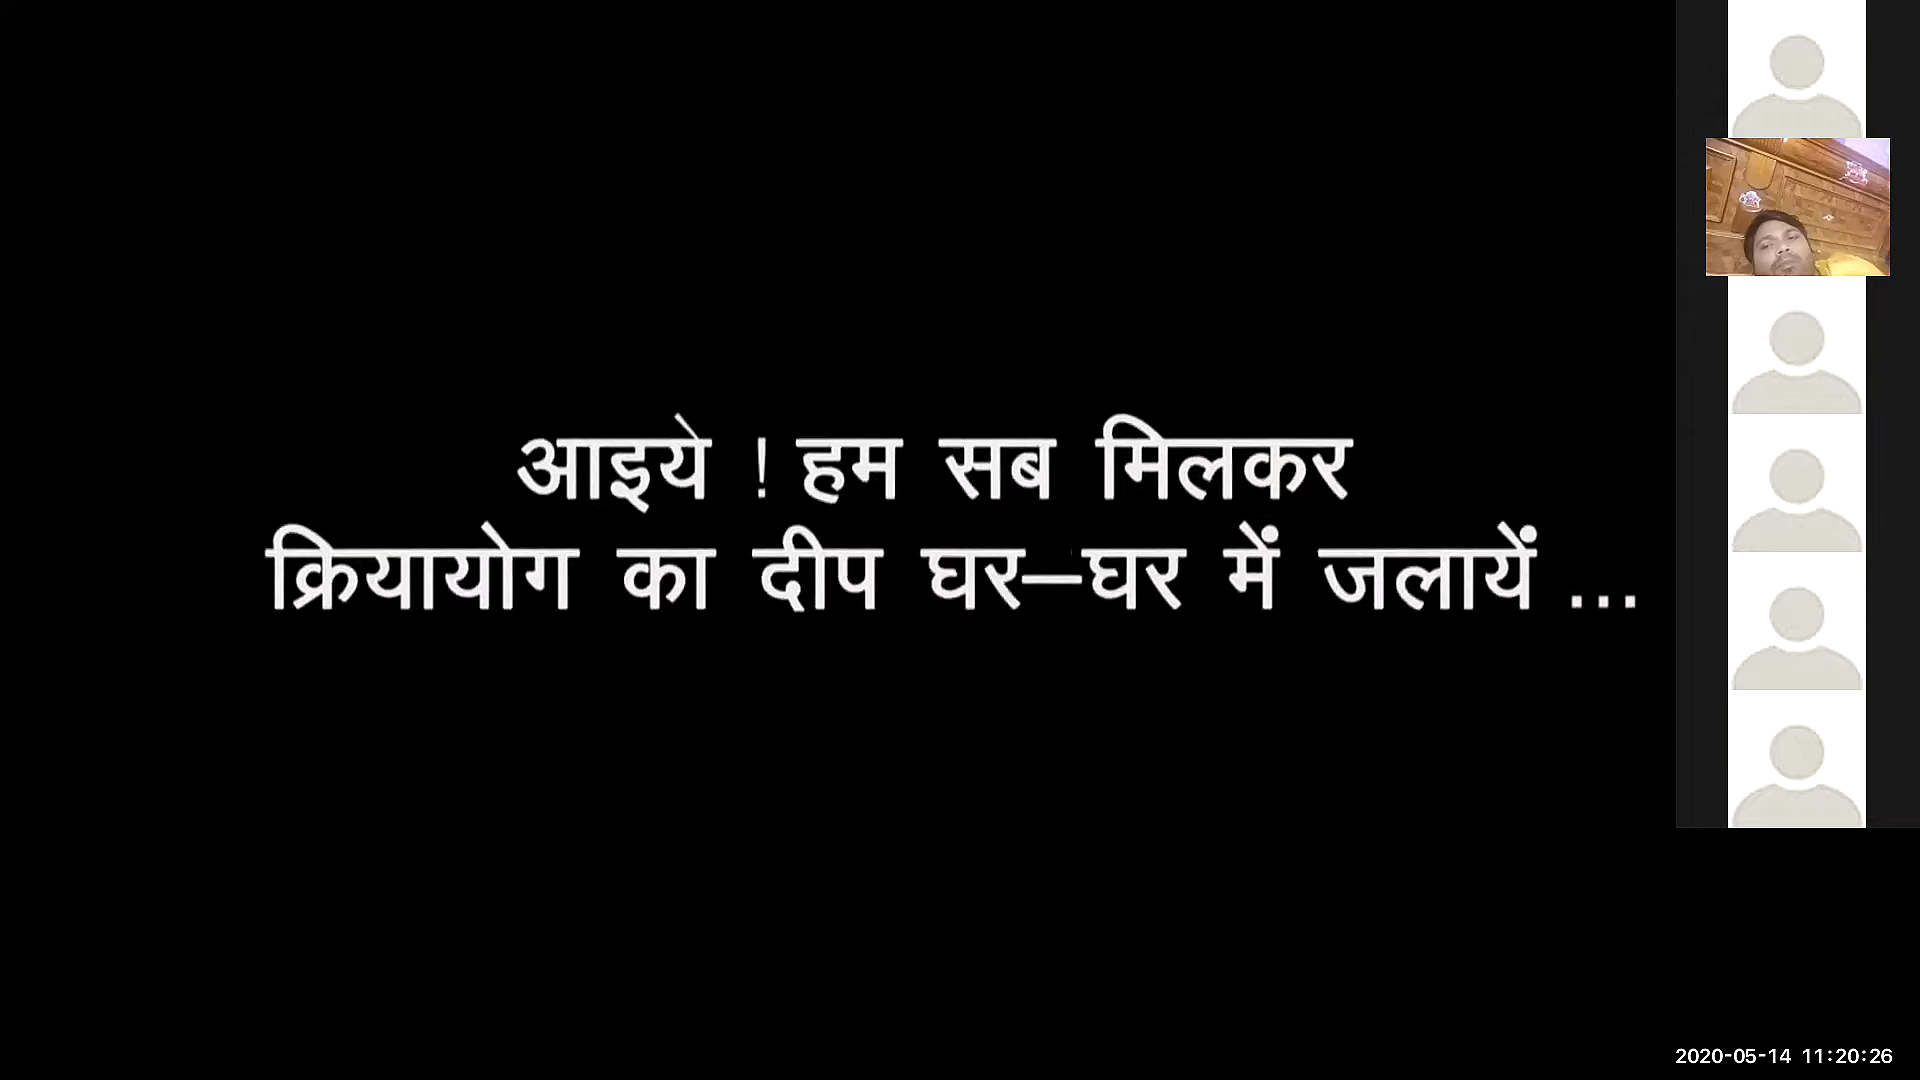 आइये ! हम सब मिलकर
क्रियायोग का दीप घर–घर में जलायें ...
2020-05-14 11:20:26